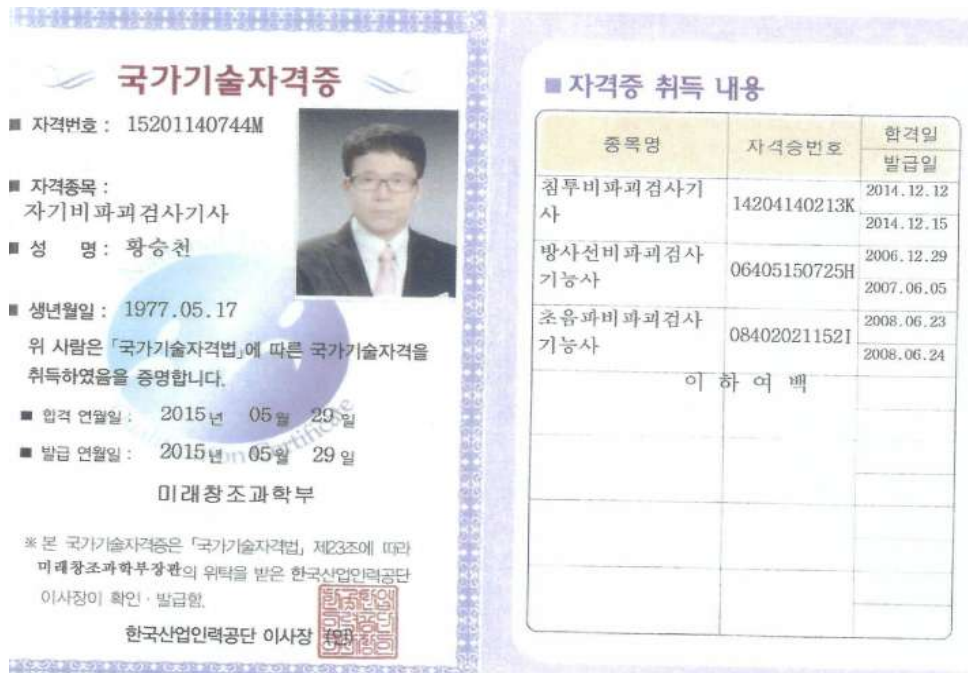 국가기술자격증
■ 자격번호 : 15201140744M
■ 자격종목 :
자기비파괴검사기사
■ 성 명 : 황승천
■ 생년월일 : 1977.05.17
위 사람은 「국가기술자격법」에 따른 국가기술자격을
취득하였음을 증명합니다.
■ 합격 연월일 : 2015년 05월 29일
■ 발급 연월일 : 2015년 05월 29일
미래창조과학부
※ 본 국가기술자격증은 「국가기술자격법」 제23조에 따라
미래창조과학부장관의 위탁을 받은 한국산업인력공단
이사장이 확인·발급함.
한국산업인력공단 이사장 (인)
■ 자격증 취득 내용
종목명 자격증번호 합격일
발급일
침투비파괴검사기 14204140213K 2014.12.12
사 2014.12.15
방사선비파괴검사 06405150725H 2006.12.29
기능사 2007.06.05
초음파비파괴검사 08402021152I 2008.06.23
기능사 2008.06.24
이 하 여 백